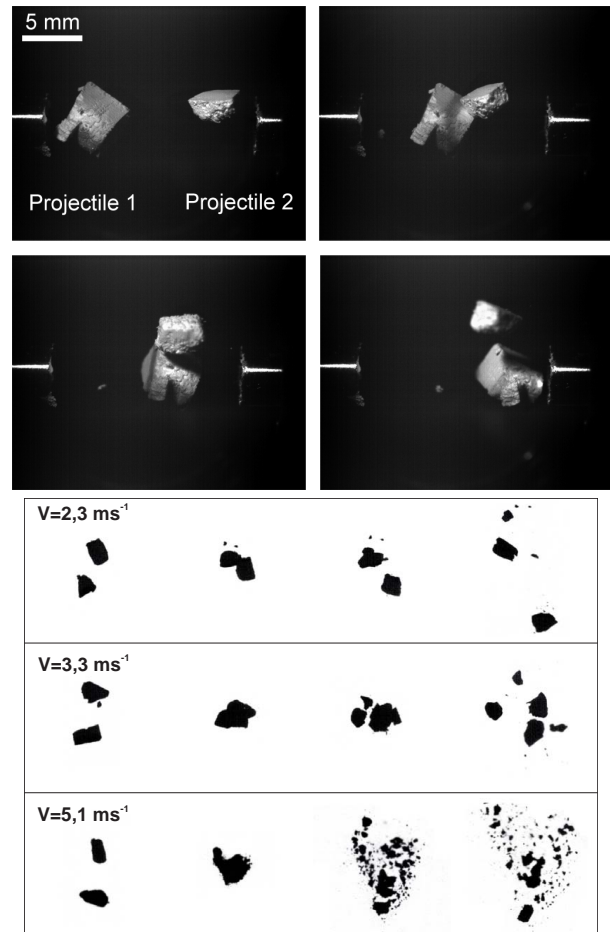 5 mm
Projectile 1
Projectile 2
V=2,3 ms⁻¹
V=3,3 ms⁻¹
V=5,1 ms⁻¹